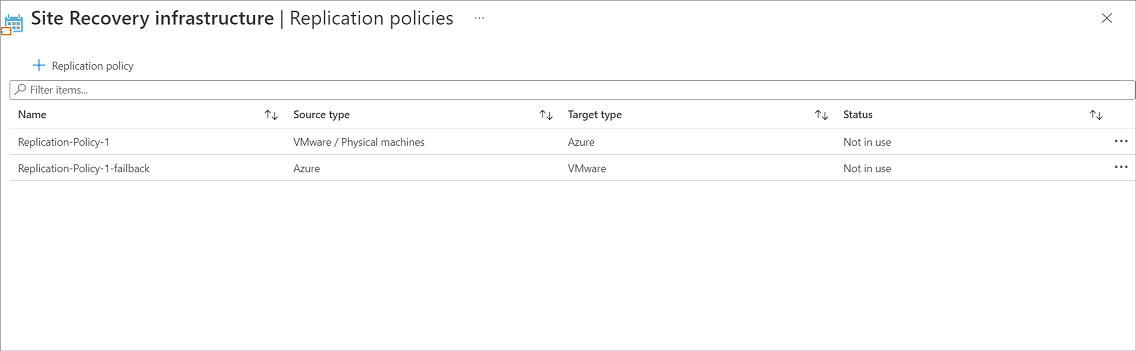 Site Recovery infrastructure | Replication policies ...
+ Replication policy
Filter items...
Name Source type Target type Status
Replication-Policy-1 VMware / Physical machines Azure Not in use ...
Replication-Policy-1-failback Azure VMware Not in use ...